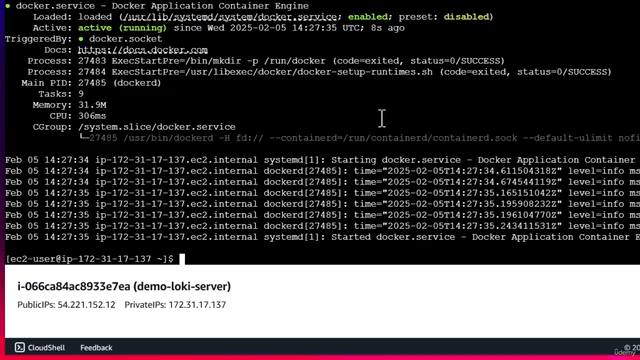 ● docker.service - Docker Application Container Engine
Loaded: loaded (/usr/lib/systemd/system/docker.service; enabled; preset: disabled)
Active: active (running) since Wed 2025-02-05 14:27:35 UTC; 8s ago
TriggeredBy: ● docker.socket
Docs: https://docs.docker.com
Process: 27483 ExecStartPre=/bin/mkdir -p /run/docker (code=exited, status=0/SUCCESS)
Process: 27484 ExecStartPre=/usr/libexec/docker/docker-setup-runtimes.sh (code=exited, status=0/SUCCESS)
Main PID: 27485 (dockerd)
Tasks: 9
Memory: 31.9M
CPU: 306ms
CGroup: /system.slice/docker.service
└─27485 /usr/bin/dockerd -H fd:// --containerd=/run/containerd/containerd.sock --default-ulimit nofi
Feb 05 14:27:34 ip-172-31-17-137.ec2.internal systemd[1]: Starting docker.service - Docker Application Container
Feb 05 14:27:34 ip-172-31-17-137.ec2.internal dockerd[27485]: time="2025-02-05T14:27:34.611504318Z" level=info ms
Feb 05 14:27:34 ip-172-31-17-137.ec2.internal dockerd[27485]: time="2025-02-05T14:27:34.674544119Z" level=info ms
Feb 05 14:27:35 ip-172-31-17-137.ec2.internal dockerd[27485]: time="2025-02-05T14:27:35.165151042Z" level=info ms
Feb 05 14:27:35 ip-172-31-17-137.ec2.internal dockerd[27485]: time="2025-02-05T14:27:35.195908232Z" level=info ms
Feb 05 14:27:35 ip-172-31-17-137.ec2.internal dockerd[27485]: time="2025-02-05T14:27:35.196104770Z" level=info ms
Feb 05 14:27:35 ip-172-31-17-137.ec2.internal dockerd[27485]: time="2025-02-05T14:27:35.243411531Z" level=info ms
Feb 05 14:27:35 ip-172-31-17-137.ec2.internal systemd[1]: Started docker.service - Docker Application Container E
[ec2-user@ip-172-31-17-137 ~]$
i-066ca84ac8933e7ea (demo-loki-server)
PublicIPs: 54.221.152.12 PrivateIPs: 172.31.17.137
CloudShell Feedback © 20
Udemy